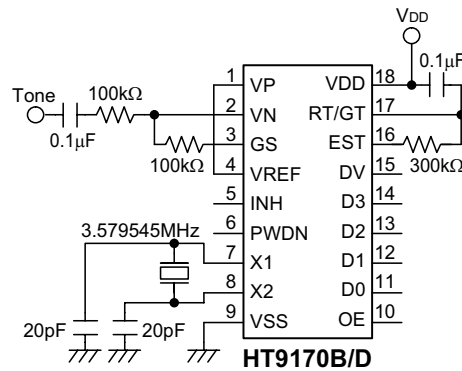 VDD
Tone
0.1µF
100kΩ
100kΩ
1 VP
2 VN
3 GS
4 VREF
5 INH
6 PWDN
7 X1
8 X2
9 VSS
VDD 18
RT/GT 17
EST 16
DV 15
D3 14
D2 13
D1 12
D0 11
OE 10
0.1µF
300kΩ
3.579545MHz
20pF
20pF
HT9170B/D